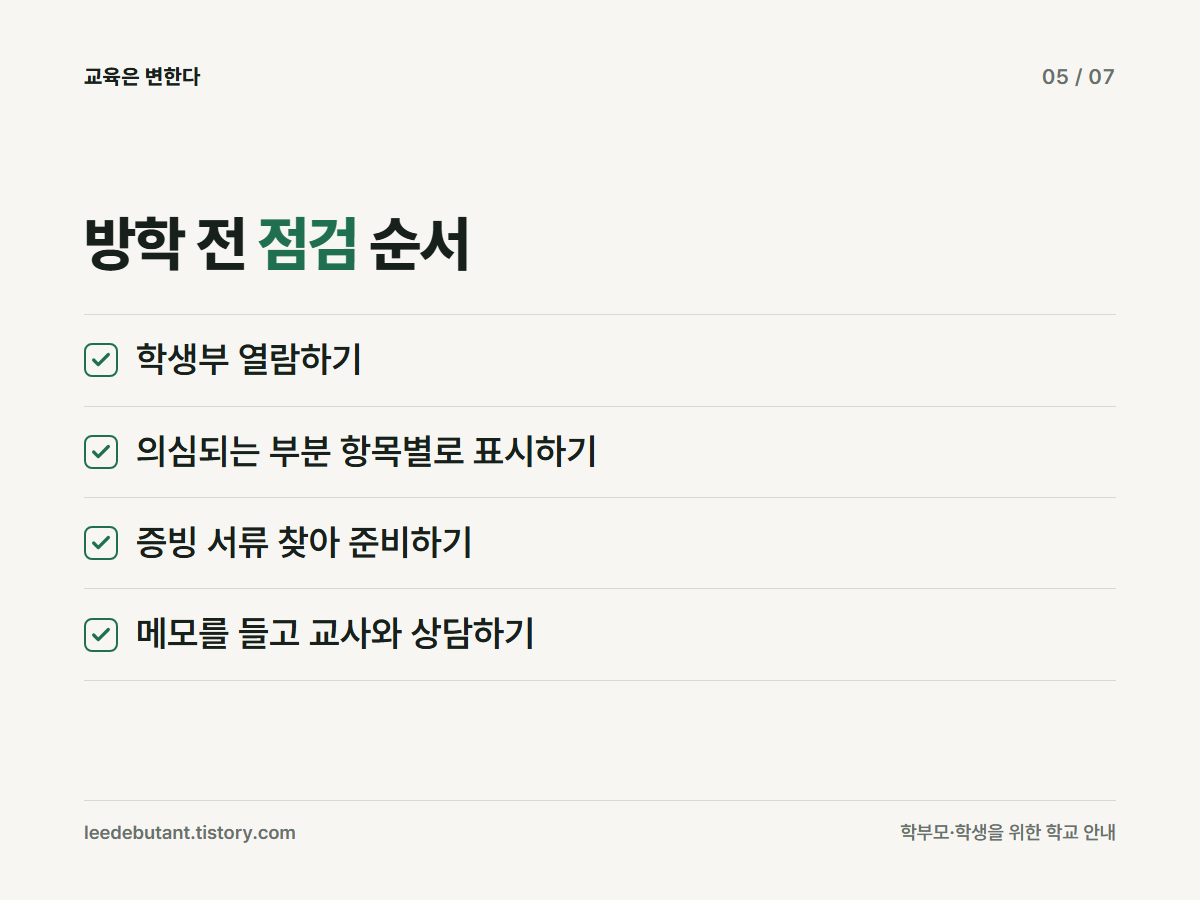 교육은 변한다
05 / 07
방학 전 점검 순서
학생부 열람하기
의심되는 부분 항목별로 표시하기
증빙 서류 찾아 준비하기
메모를 들고 교사와 상담하기
leedebutant.tistory.com
학부모·학생을 위한 학교 안내